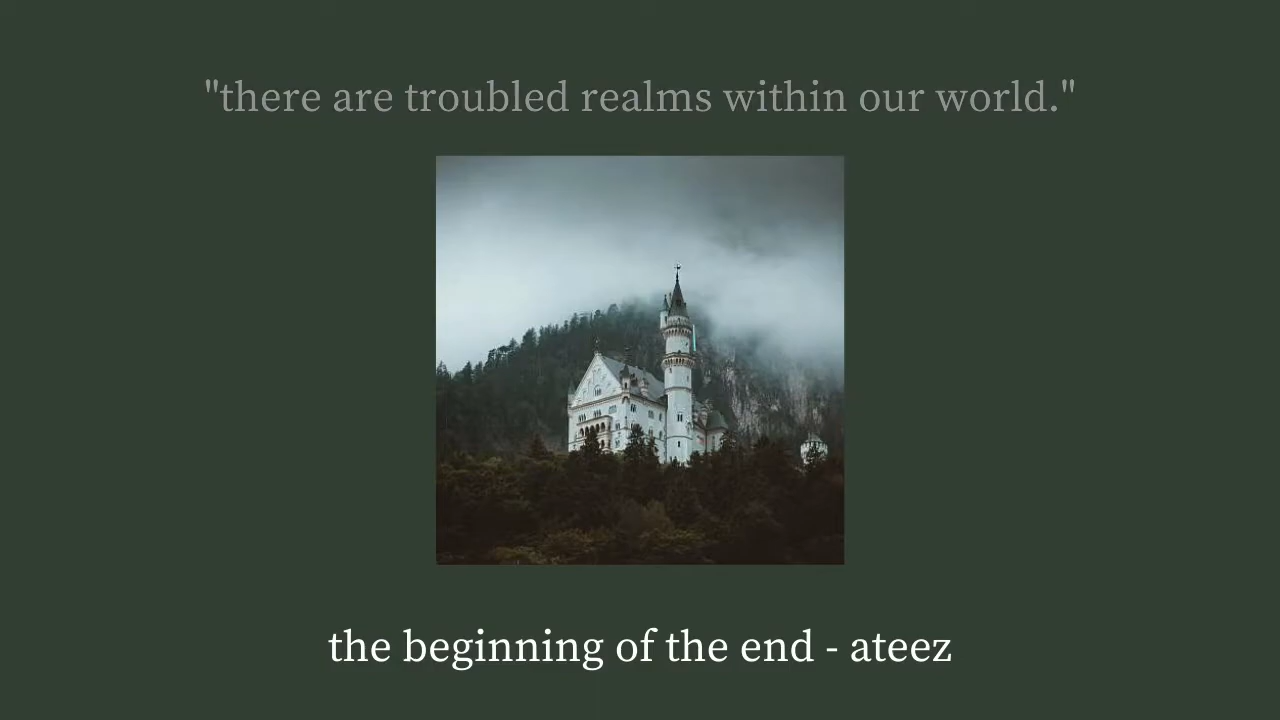 "there are troubled realms within our world."
the beginning of the end - ateez